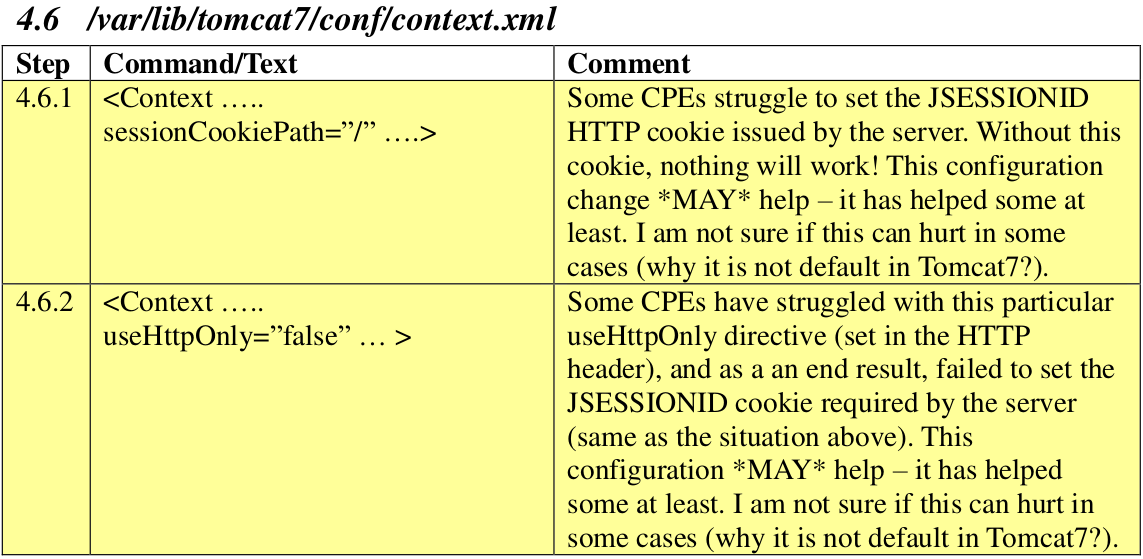 4.6 /var/lib/tomcat7/conf/context.xml
Step Command/Text Comment
4.6.1 <Context …..
sessionCookiePath=”/” ….>
Some CPEs struggle to set the JSESSIONID
HTTP cookie issued by the server. Without this
cookie, nothing will work! This configuration
change *MAY* help – it has helped some at
least. I am not sure if this can hurt in some
cases (why it is not default in Tomcat7?).
4.6.2 <Context …..
useHttpOnly=”false” … >
Some CPEs have struggled with this particular
useHttpOnly directive (set in the HTTP
header), and as a an end result, failed to set the
JSESSIONID cookie required by the server
(same as the situation above). This
configuration *MAY* help – it has helped
some at least. I am not sure if this can hurt in
some cases (why it is not default in Tomcat7?).